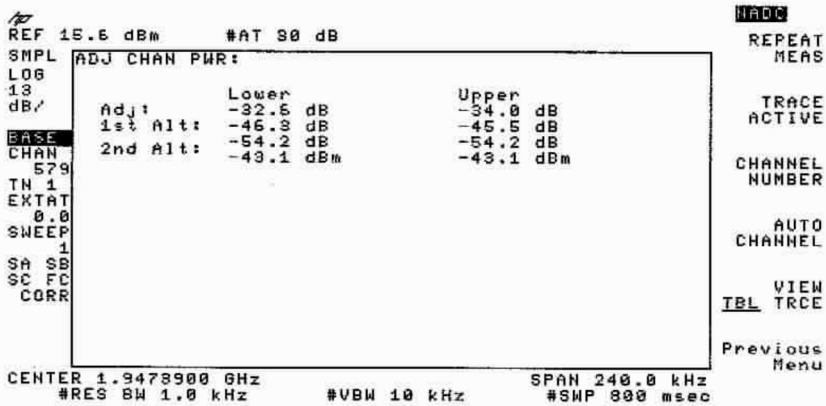 hp
REF 15.6 dBm #AT 30 dB
SMPL
LOG
13
dB/
BASE
CHAN
579
TN 1
EXTAT
0.0
SWEEP
1
SA SB
SC FC
CORR
ADJ CHAN PWR:
Lower Upper
Adj: -32.6 dB -34.0 dB
1st Alt: -46.3 dB -45.5 dB
2nd Alt: -54.2 dB -54.2 dB
-43.1 dBm -43.1 dBm
CENTER 1.9478900 GHz SPAN 240.0 kHz
#RES BW 1.0 kHz #VBW 10 kHz #SWP 800 msec
NADC
REPEAT
MEAS
TRACE
ACTIVE
CHANNEL
NUMBER
AUTO
CHANNEL
VIEW
TBL TRCE
Previous
Menu